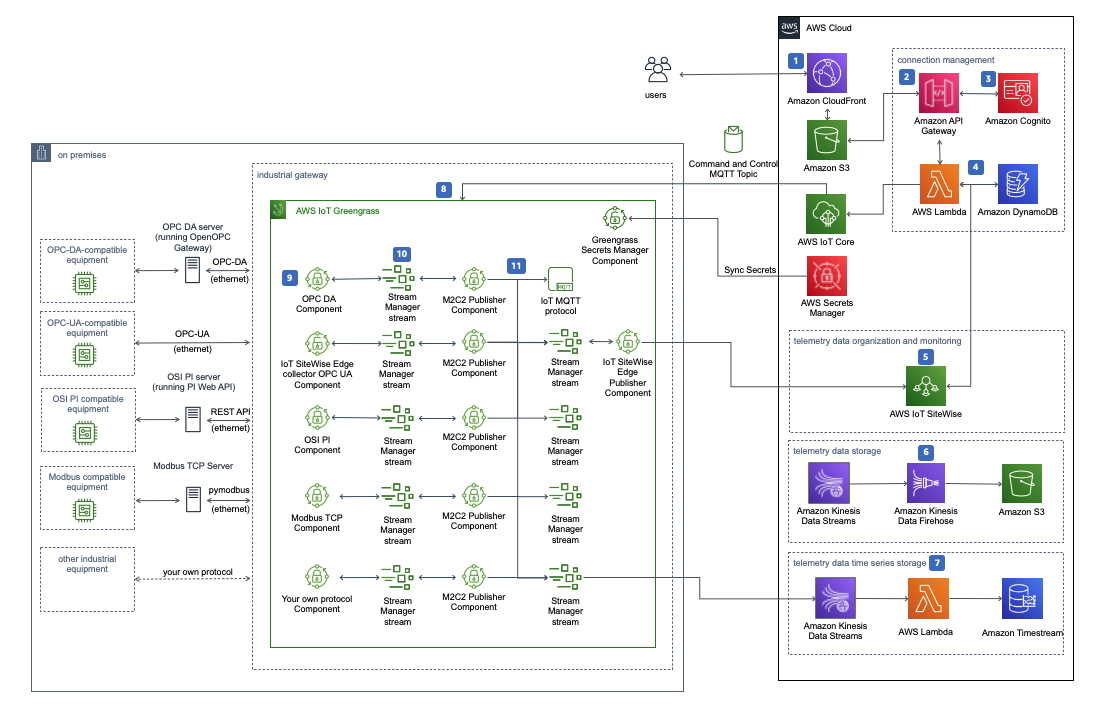 aws
AWS Cloud
users
1
Amazon CloudFront
Amazon S3
connection management
2
Amazon API
Gateway
3
Amazon Cognito
4
AWS Lambda
Amazon DynamoDB
Command and Control
MQTT Topic
AWS IoT Core
Sync Secrets
AWS Secrets
Manager
telemetry data organization and monitoring
5
AWS IoT SiteWise
telemetry data storage
6
Amazon Kinesis
Data Streams
Amazon Kinesis
Data Firehose
Amazon S3
telemetry data time series storage
7
Amazon Kinesis
Data Streams
AWS Lambda
Amazon Timestream
on premises
industrial gateway
8
AWS IoT Greengrass
Greengrass
Secrets Manager
Component
OPC-DA-compatible
equipment
OPC DA server
(running OpenOPC
Gateway)
OPC-DA
(ethernet)
9
OPC DA
Component
10
Stream
Manager
stream
M2C2 Publisher
Component
11
MQTT
IoT MQTT
protocol
OPC-UA-compatible
equipment
OPC-UA
(ethernet)
IoT SiteWise Edge
collector OPC UA
Component
Stream
Manager
stream
M2C2 Publisher
Component
Stream
Manager
stream
IoT SiteWise
Edge
Publisher
Component
OSI PI compatible
equipment
OSI PI server
(running PI Web API)
REST API
(ethernet)
OSI PI
Component
Stream
Manager
stream
M2C2 Publisher
Component
Stream
Manager
stream
Modbus compatible
equipment
Modbus TCP Server
pymodbus
(ethernet)
Modbus TCP
Component
Stream
Manager
stream
M2C2 Publisher
Component
Stream
Manager
stream
other industrial
equipment
your own protocol
Your own protocol
Component
Stream
Manager
stream
M2C2 Publisher
Component
Stream
Manager
stream